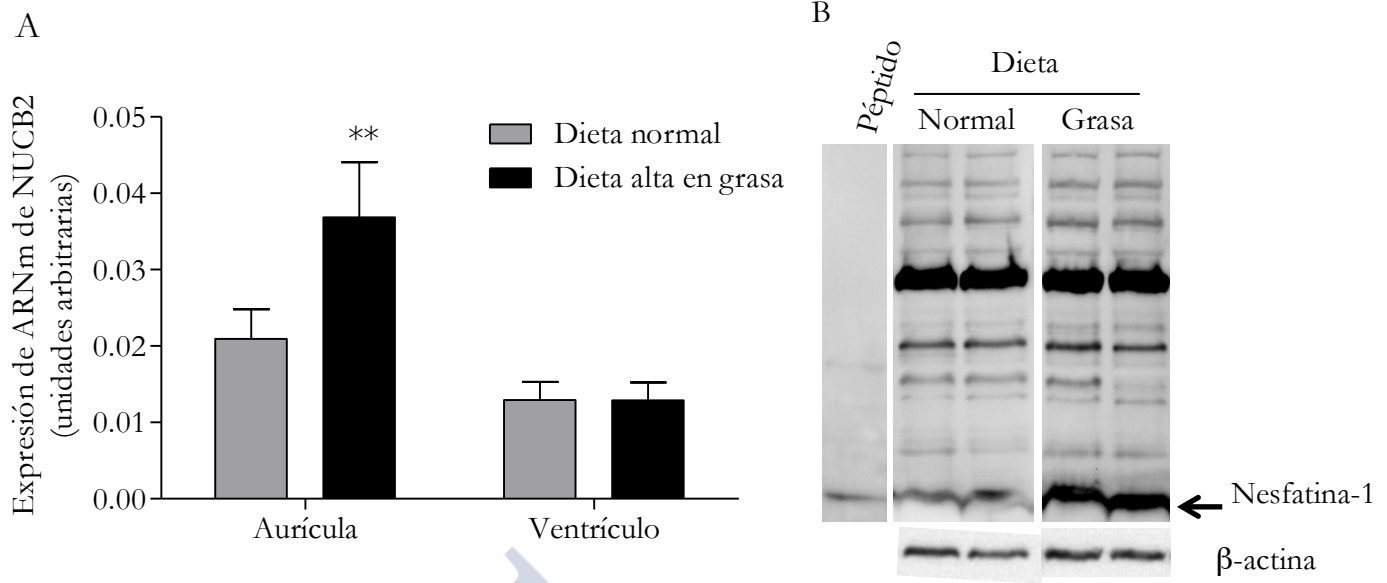 A
Expresión de ARNm de NUCB2
(unidades arbitrarias)
0.05
0.04
0.03
0.02
0.01
0.00
**
Dieta normal
Dieta alta en grasa
Aurícula
Ventrículo
B
Péptido
Dieta
Normal
Grasa
Nesfatina-1
β-actina